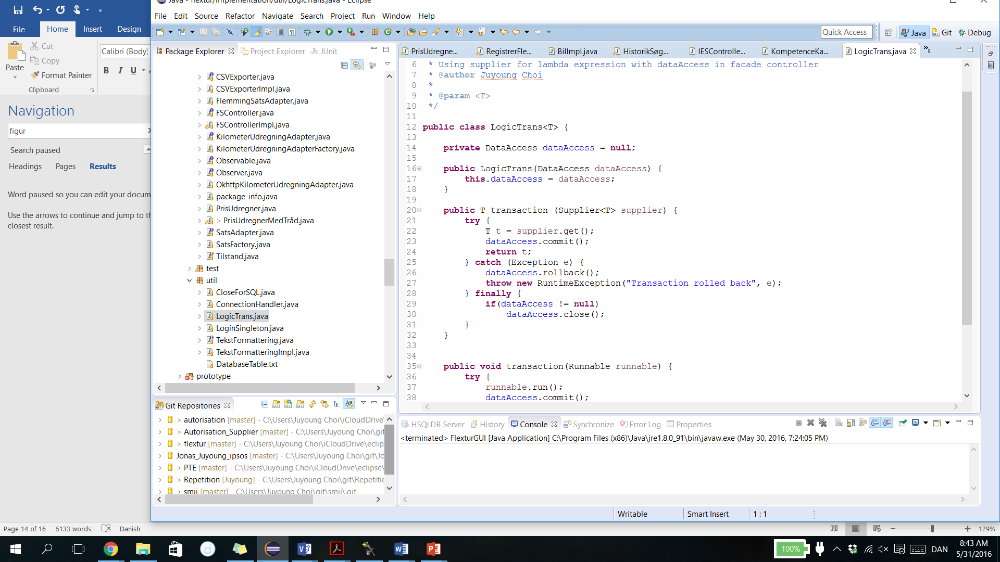 Java - flextur/Implementation/util/LogicTrans.java - Eclipse
File Edit Source Refactor Navigate Search Project Run Window Help
File Home Insert Design
Quick Access Java Git Debug
Cut
Copy
Paste
Format Painter
Clipboard
Calibri (Body)
B I U
Navigation
figur
Search paused
Headings Pages Results
Word paused so you can edit your docum
Use the arrows to continue and jump to th
closest result.
Package Explorer Project Explorer JUnit
CSVExporter.java
CSVExporterImpl.java
FlemmingSatsAdapter.java
FSController.java
FSControllerImpl.java
KilometerUdregningAdapter.java
KilometerUdregningAdapterFactory.java
Observable.java
Observer.java
OkhttpKilometerUdregningAdapter.java
package-info.java
PrisUdregner.java
> PrisUdregnerMedTråd.java
SatsAdapter.java
SatsFactory.java
Tilstand.java
test
util
CloseForSQL.java
ConnectionHandler.java
LogicTrans.java
LoginSingleton.java
TekstFormattering.java
TekstFormatteringImpl.java
DatabaseTable.txt
prototype
Git Repositories
> autorisation [master] - C:\Users\Juyoung Choi\iCloudDrive\
> Autorisation_Supplier [master] - C:\Users\Juyoung Choi\git
> flextur [master] - C:\Users\Juyoung Choi\iCloudDrive\eclip
Jonas_Juyoung_ipsos [master] - C:\Users\Juyoung Choi\git\Jo
> PTE [master] - C:\Users\Juyoung Choi\iCloudDrive\eclipse\
> Repetition [Juyoung] - C:\Users\Juyoung Choi\git\Repetitic
> smij [master] - C:\Users\Juyoung Choi\git\smij\.git
PrisUdregne... RegistrerFle... BilImpl.java HistorikSøg... IESControlle... KompetenceKa... LogicTrans.java »5
6 * Using supplier for lambda expression with dataAccess in facade controller
7 * @author Juyoung Choi
8 *
9 * @param <T>
10 */
11
12 public class LogicTrans<T> {
13
14 private DataAccess dataAccess = null;
15
16 public LogicTrans(DataAccess dataAccess) {
17 this.dataAccess = dataAccess;
18 }
19
20 public T transaction (Supplier<T> supplier) {
21 try {
22 T t = supplier.get();
23 dataAccess.commit();
24 return t;
25 } catch (Exception e) {
26 dataAccess.rollback();
27 throw new RuntimeException("Transaction rolled back", e);
28 } finally {
29 if(dataAccess != null)
30 dataAccess.close();
31 }
32 }
33
34
35 public void transaction(Runnable runnable) {
36 try {
37 runnable.run();
38 dataAccess.commit();
HSQLDB Server History Console Synchronize Error Log Properties
<terminated> FlexturGUI [Java Application] C:\Program Files (x86)\Java\jre1.8.0_91\bin\javaw.exe (May 30, 2016, 7:24:05 PM)
Writable Smart Insert 1 : 1
Page 14 of 16 5133 words Danish 129%
100% DAN 8:43 AM
5/31/2016